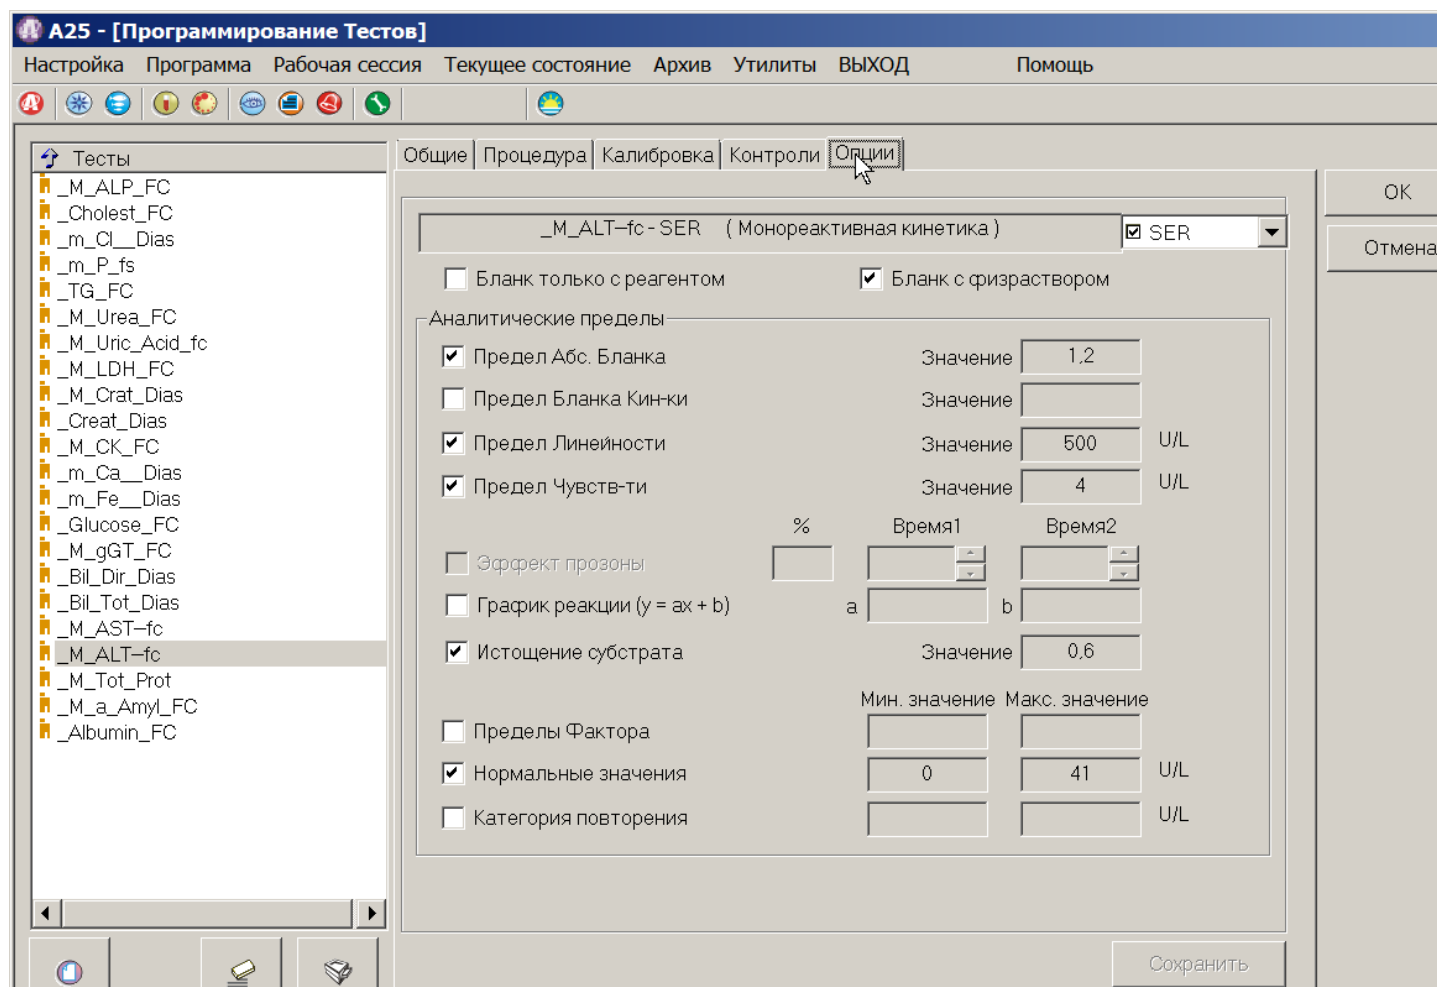 A25 - [Программирование Тестов]
Настройка Программа Рабочая сессия Текущее состояние Архив Утилиты ВЫХОД Помощь
Тесты
_M_ALP_FC
_Cholest_FC
_m_Cl__Dias
_m_P_fs
_TG_FC
_M_Urea_FC
_M_Uric_Acid_fc
_M_LDH_FC
_M_Crat_Dias
_Creat_Dias
_M_CK_FC
_m_Ca__Dias
_m_Fe__Dias
_Glucose_FC
_M_gGT_FC
_Bil_Dir_Dias
_Bil_Tot_Dias
_M_AST–fc
_M_ALT–fc
_M_Tot_Prot
_M_a_Amyl_FC
_Albumin_FC
Общие Процедура Калибровка Контроли Опции
_M_ALT–fc - SER ( Монореактивная кинетика ) SER
Бланк только с реагентом Бланк с физраствором
Аналитические пределы
Предел Абс. Бланка Значение 1,2
Предел Бланка Кин-ки Значение
Предел Линейности Значение 500 U/L
Предел Чувств-ти Значение 4 U/L
% Время1 Время2
Эффект прозоны
График реакции (y = ax + b) a b
Истощение субстрата Значение 0,6
Мин. значение Макс. значение
Пределы Фактора
Нормальные значения 0 41 U/L
Категория повторения U/L
Сохранить
OK
Отмена